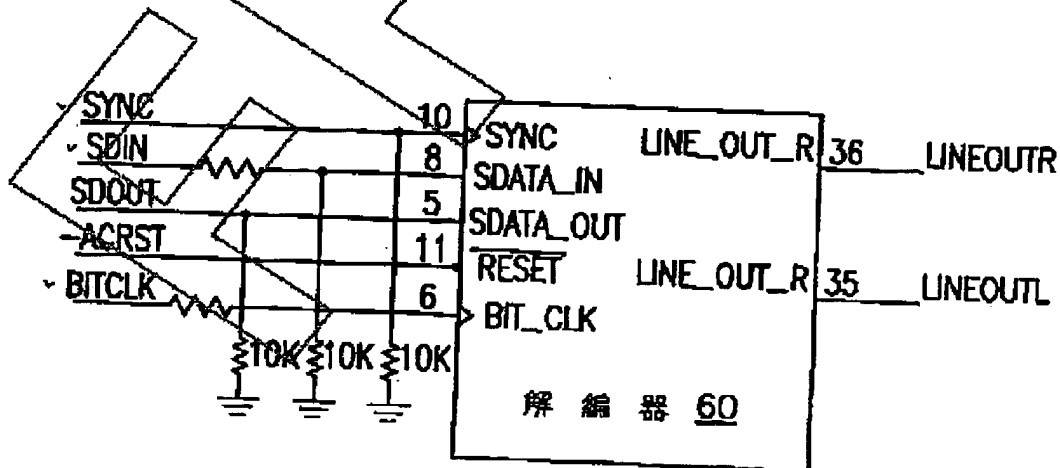 SYNC 10 SYNC LINE_OUT_R 36 LINEOUTR
SDIN 8 SDATA_IN
SDOUT 5 SDATA_OUT
-ACRST 11 RESET LINE_OUT_R 35 LINEOUTL
BITCLK 6 BIT_CLK
10K 10K 10K
解編器 60